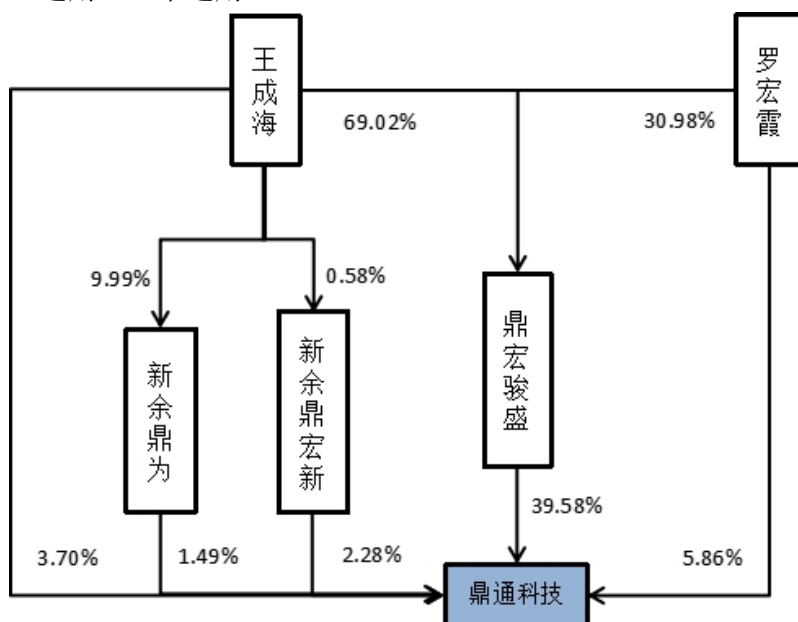 王成海
罗宏霞
69.02%
30.98%
9.99%
0.58%
新余鼎为
新余鼎宏新
鼎宏骏盛
39.58%
3.70%
1.49%
2.28%
5.86%
鼎通科技